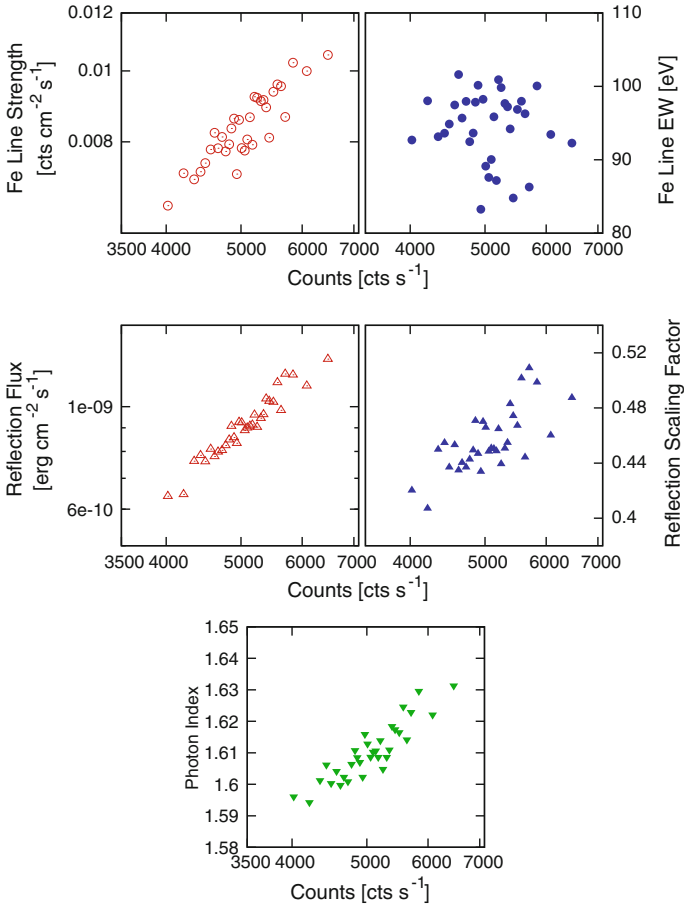 0.012
0.01
0.008
Fe Line Strength
[cts cm⁻² s⁻¹]
3500 4000 5000 6000 7000
Counts [cts s⁻¹]
110
100
90
80
Fe Line EW [eV]
4000 5000 6000 7000
1e-09
6e-10
Reflection Flux
[erg cm⁻² s⁻¹]
3500 4000 5000 6000 7000
Counts [cts s⁻¹]
0.52
0.48
0.44
0.4
Reflection Scaling Factor
4000 5000 6000 7000
Counts [cts s⁻¹]
1.65
1.64
1.63
1.62
1.61
1.6
1.59
1.58
Photon Index
3500 4000 5000 6000 7000
Counts [cts s⁻¹]